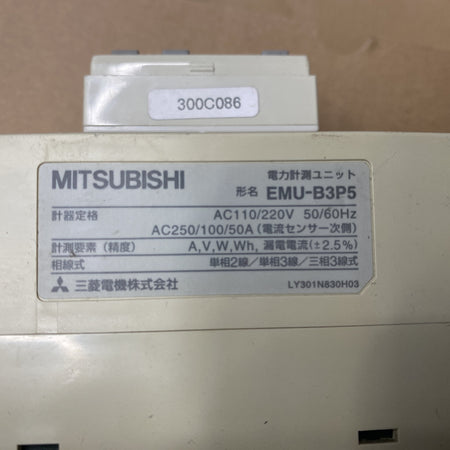 300C086
MITSUBISHI 電力計測ユニット
形名 EMU-B3P5
計器定格 AC110/220V 50/60Hz
AC250/100/50A (電流センサー次側)
計測要素 (精度) A,V,W,Wh, 漏電電流(±2.5%)
相線式 単相2線/単相3線/三相3線式
三菱電機株式会社 LY301N830H03